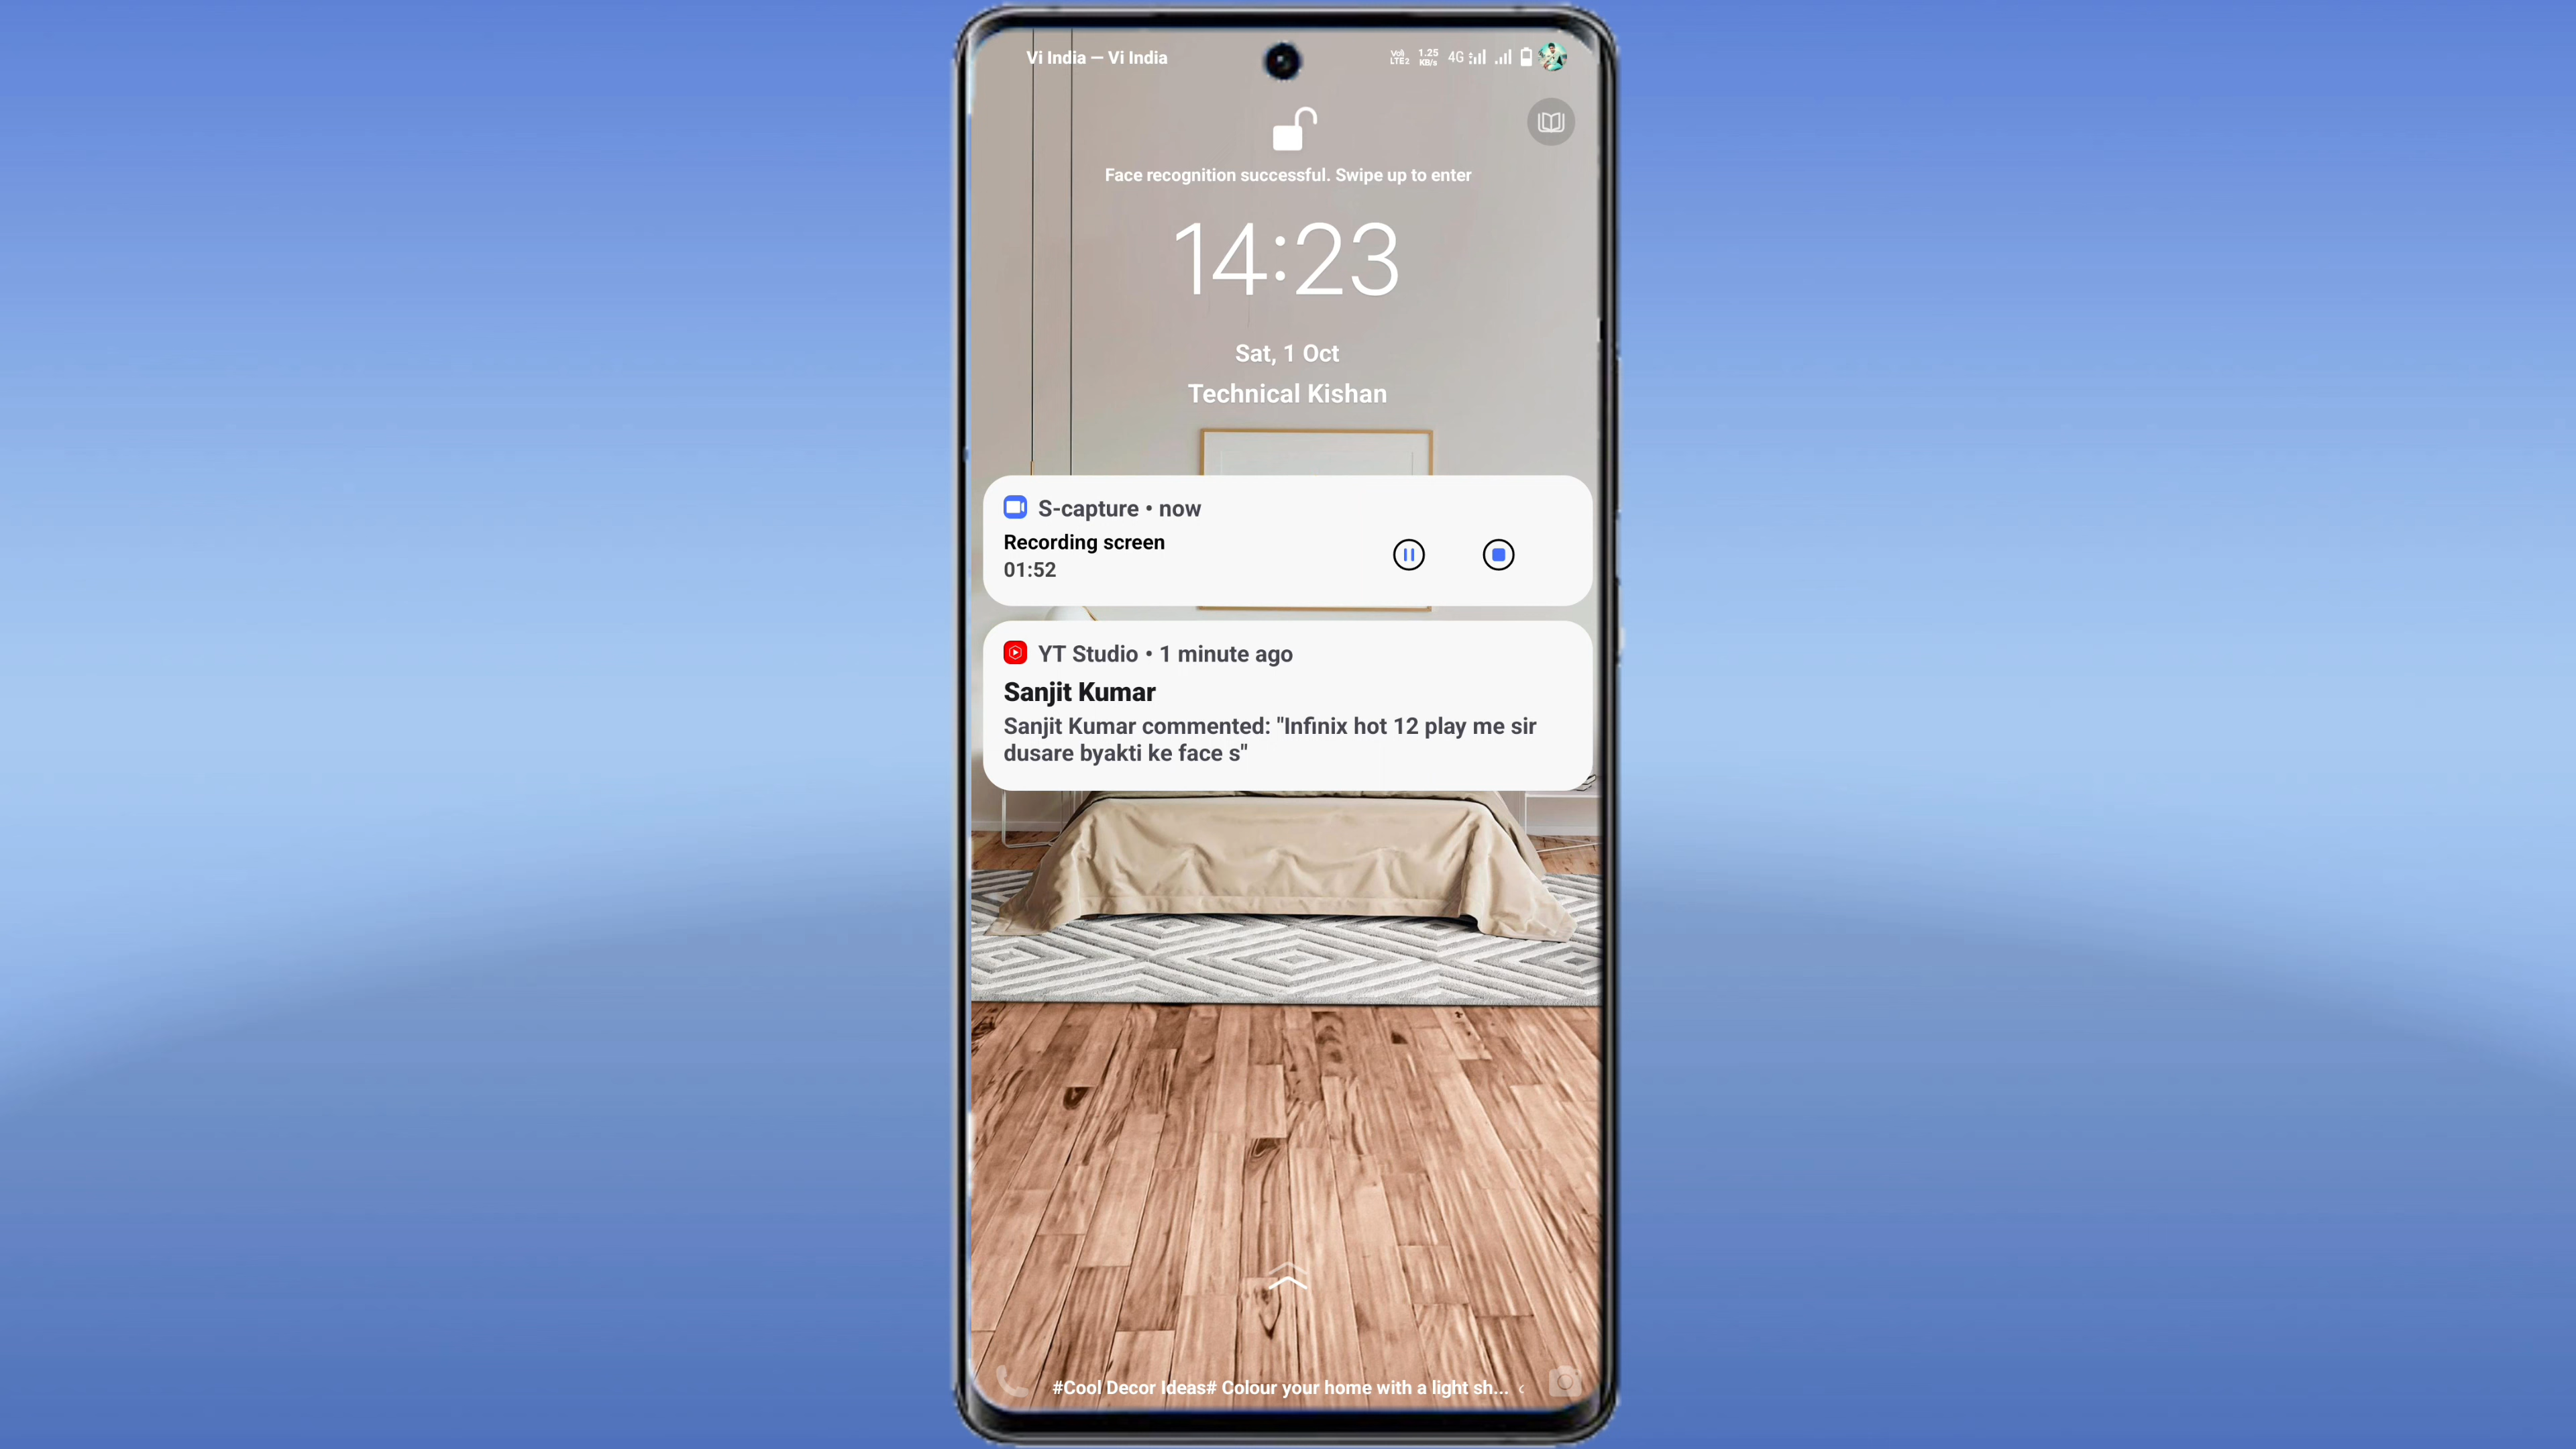 Vi India — Vi India
VoLTE2
1.25 KB/s
4G
Face recognition successful. Swipe up to enter
14:23
Sat, 1 Oct
Technical Kishan
S-capture • now
Recording screen
01:52
YT Studio • 1 minute ago
Sanjit Kumar
Sanjit Kumar commented: "Infinix hot 12 play me sir
dusare byakti ke face s"
#Cool Decor Ideas# Colour your home with a light sh...